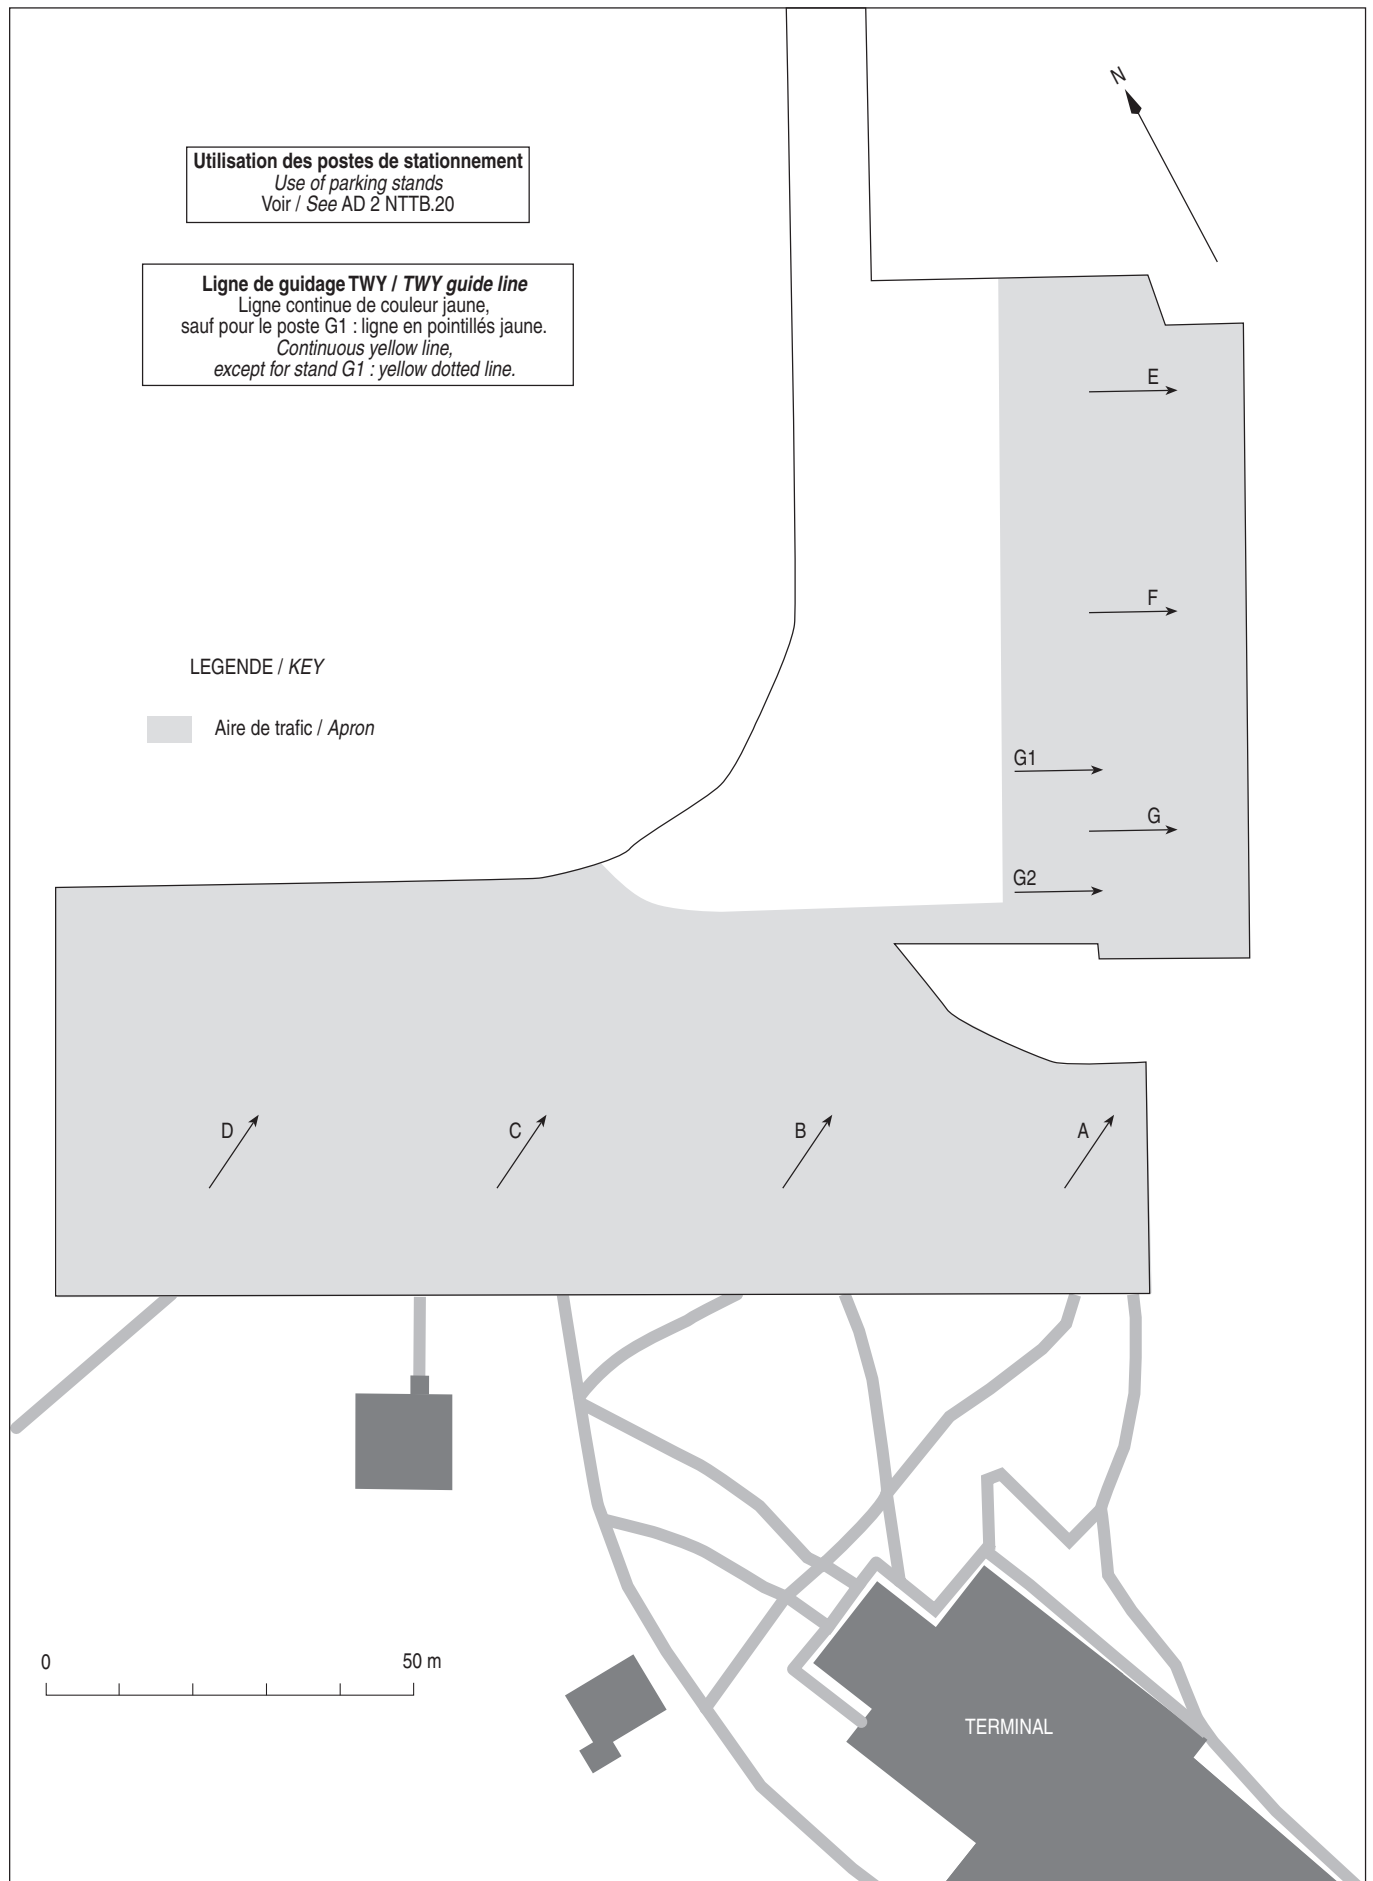 N
Utilisation des postes de stationnement
Use of parking stands
Voir / See AD 2 NTTB.20
Ligne de guidage TWY / TWY guide line
Ligne continue de couleur jaune,
sauf pour le poste G1 : ligne en pointillés jaune.
Continuous yellow line,
except for stand G1 : yellow dotted line.
E
F
LEGENDE / KEY
Aire de trafic / Apron
G1
G
G2
D
C
B
A
0
50 m
TERMINAL